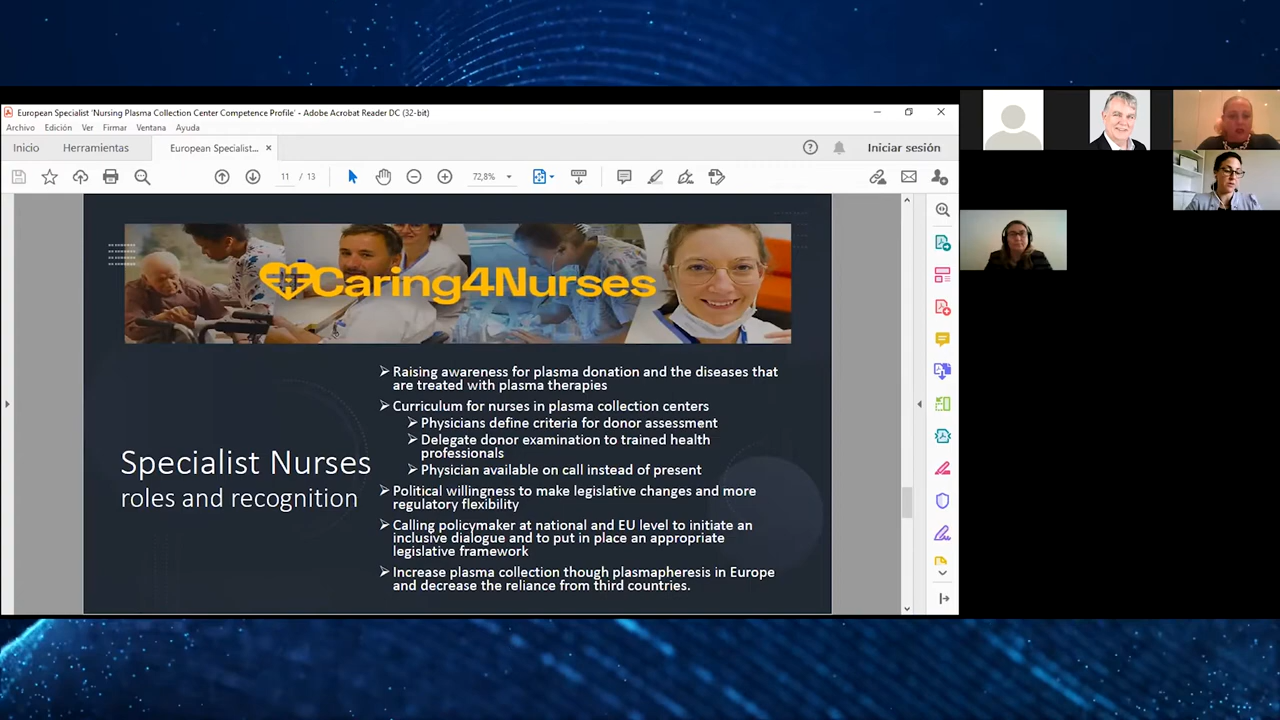 European Specialist 'Nursing Plasma Collection Center Competence Profile' - Adobe Acrobat Reader DC (32-bit)
Archivo Edición Ver Firmar Ventana Ayuda
Inicio Herramientas European Specialist... × Iniciar sesión
11 / 13 72,8%
Caring4Nurses
Specialist Nurses
roles and recognition
➢ Raising awareness for plasma donation and the diseases that
are treated with plasma therapies
➢ Curriculum for nurses in plasma collection centers
➢ Physicians define criteria for donor assessment
➢ Delegate donor examination to trained health
professionals
➢ Physician available on call instead of present
➢ Political willingness to make legislative changes and more
regulatory flexibility
➢ Calling policymaker at national and EU level to initiate an
inclusive dialogue and to put in place an appropriate
legislative framework
➢ Increase plasma collection though plasmapheresis in Europe
and decrease the reliance from third countries.